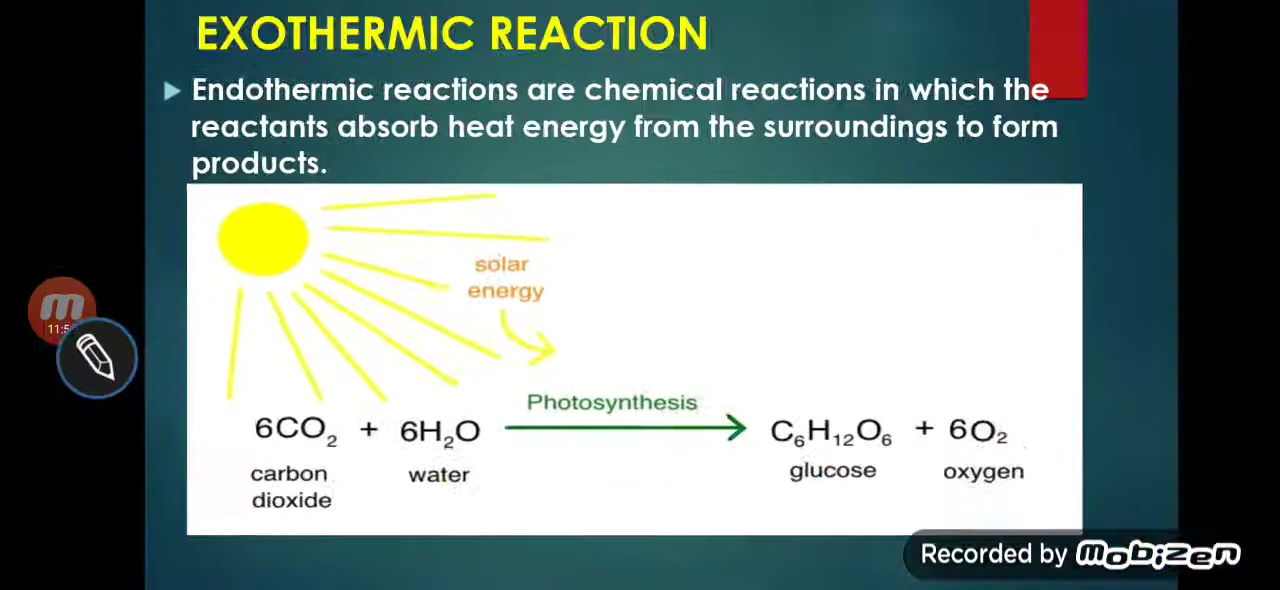 EXOTHERMIC REACTION
Endothermic reactions are chemical reactions in which the
reactants absorb heat energy from the surroundings to form
products.
solar
energy
Photosynthesis
6CO₂ + 6H₂O C₆H₁₂O₆ + 6O₂
carbon water glucose oxygen
dioxide
Recorded by mobizen